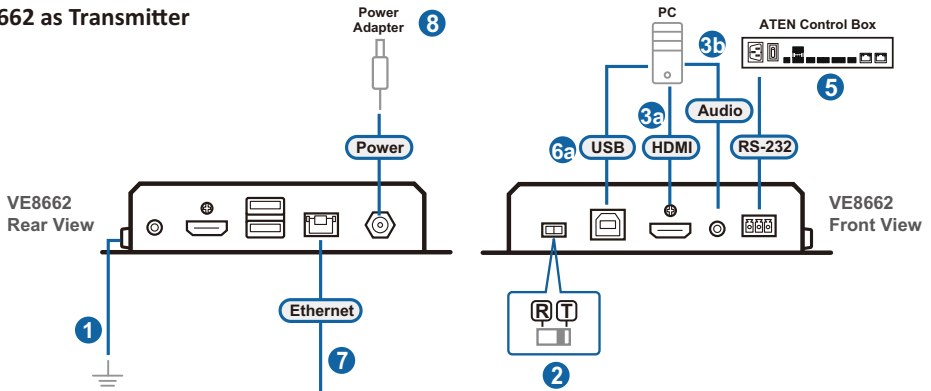 662 as Transmitter
Power
Adapter
8
PC
3b
ATEN Control Box
5
3a
Audio
Power
6a
USB
HDMI
RS-232
VE8662
Rear View
VE8662
Front View
Ethernet
R T
1
7
2